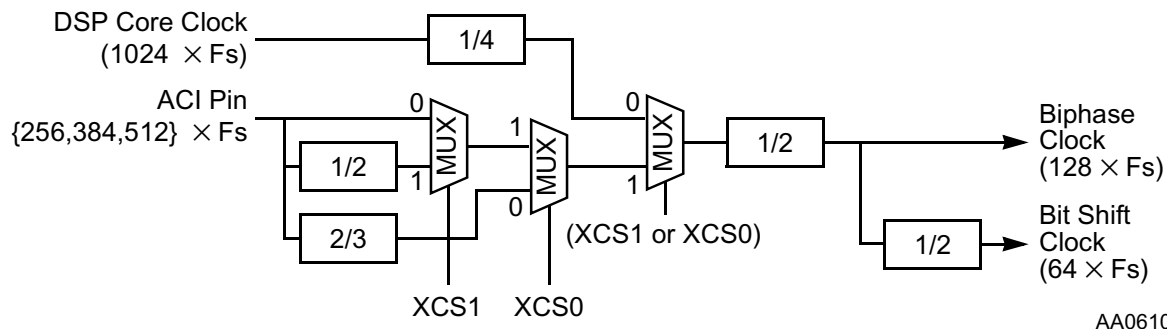 DSP Core Clock
(1024 × Fs)
1/4
ACI Pin
{256,384,512} × Fs
0
1
MUX
1/2
2/3
1
0
MUX
0
1
MUX
(XCS1 or XCS0)
1/2
Biphase
Clock
(128 × Fs)
1/2
Bit Shift
Clock
(64 × Fs)
XCS1
XCS0
AA0610